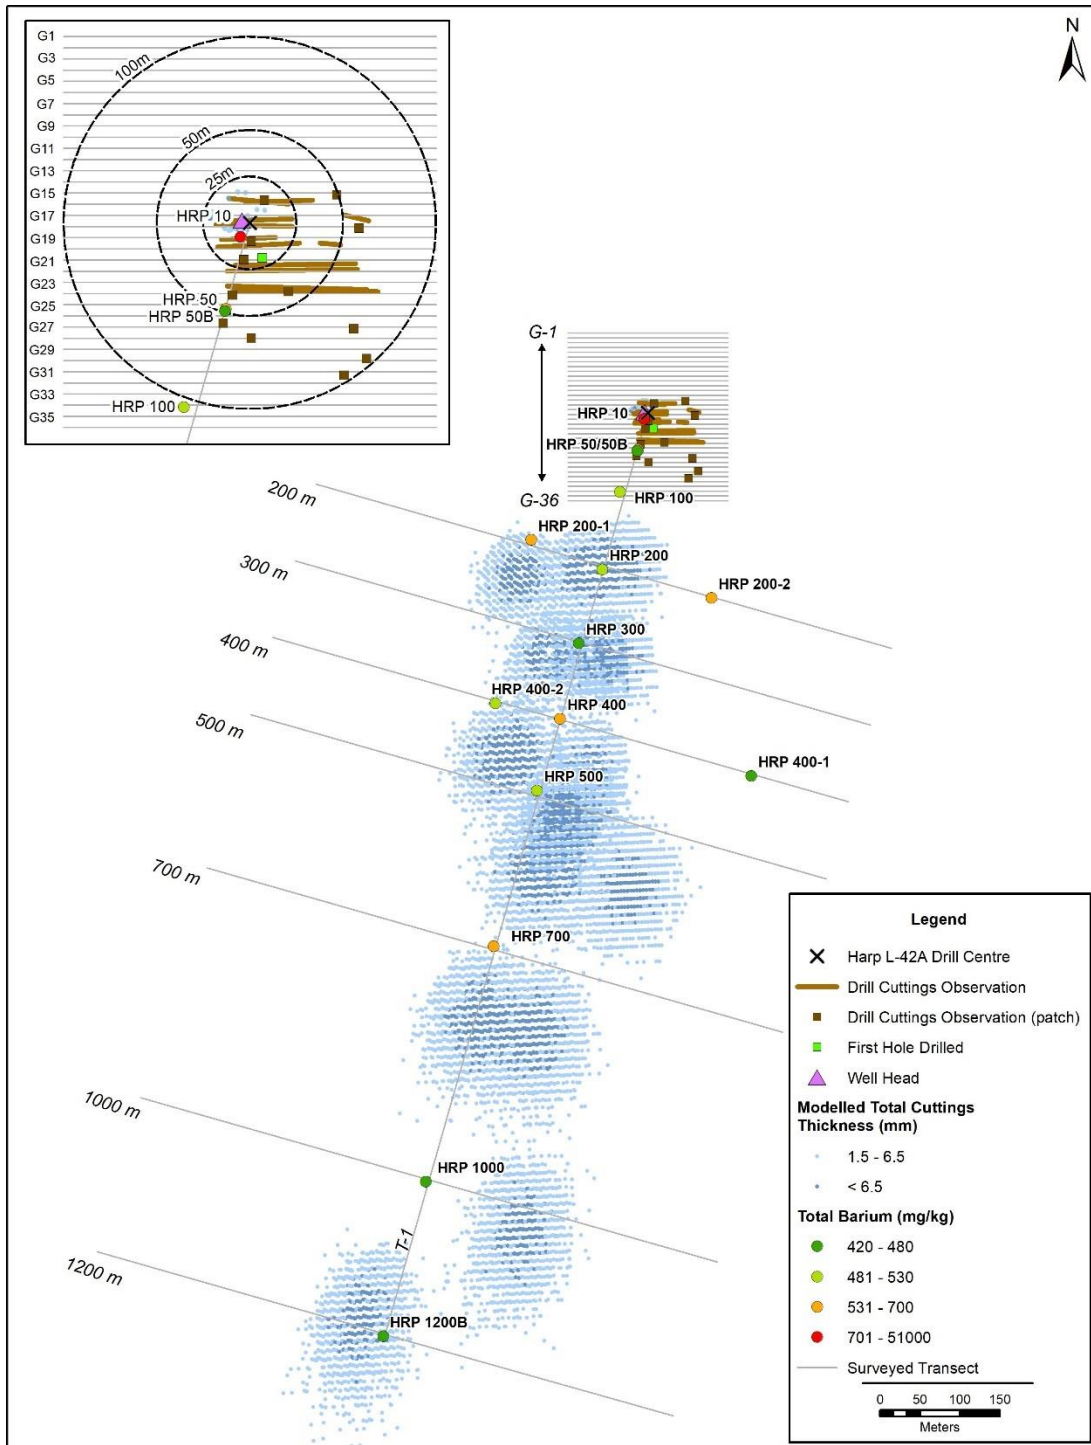 N
G1
G3
G5
G7
G9
G11
G13
G15
G17
G19
G21
G23
G25
G27
G29
G31
G33
G35
100m
50m
25m
HRP 10
HRP 50
HRP 50B
HRP 100
G-1
HRP 10
HRP 50/50B
G-36
HRP 100
200 m
HRP 200-1
HRP 200
HRP 200-2
300 m
HRP 300
400 m
HRP 400-2
HRP 400
HRP 400-1
500 m
HRP 500
700 m
HRP 700
1000 m
HRP 1000
T-1
1200 m
HRP 1200B
Legend
Harp L-42A Drill Centre
Drill Cuttings Observation
Drill Cuttings Observation (patch)
First Hole Drilled
Well Head
Modelled Total Cuttings
Thickness (mm)
1.5 - 6.5
< 6.5
Total Barium (mg/kg)
420 - 480
481 - 530
531 - 700
701 - 51000
Surveyed Transect
0 50 100 150
Meters